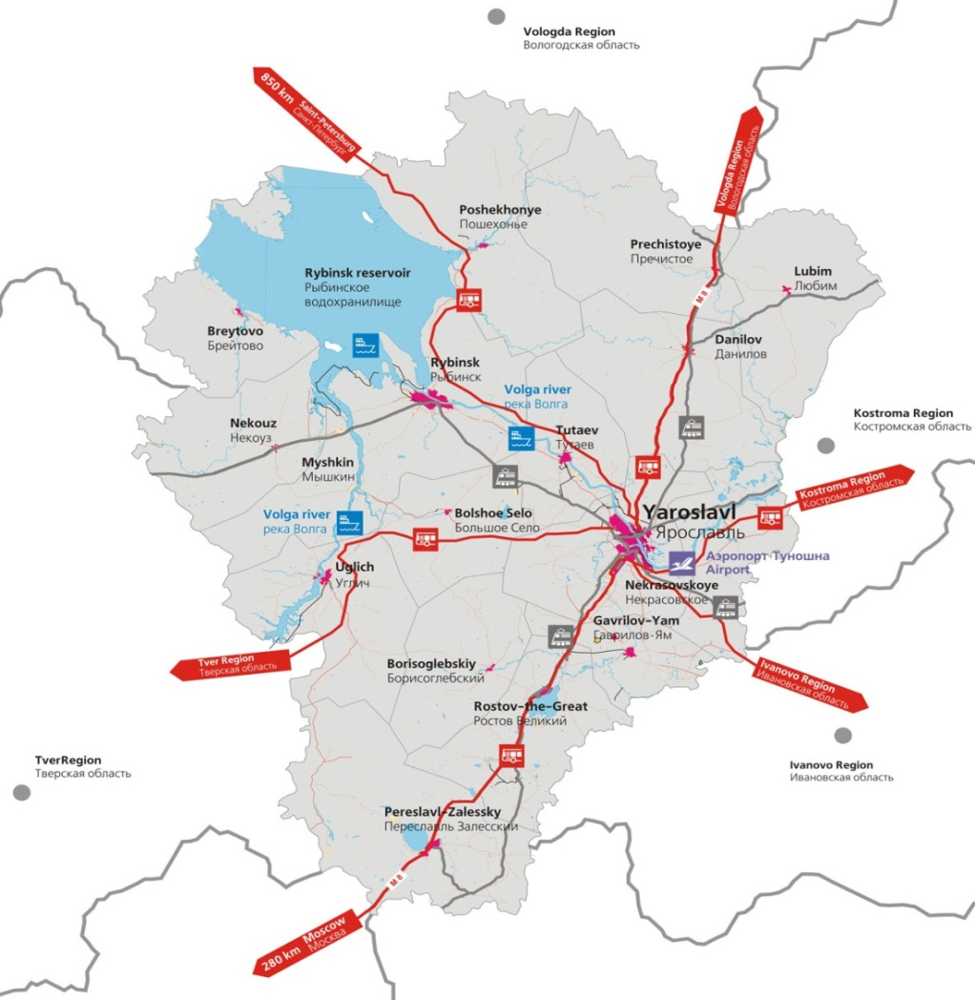 Vologda Region
Вологодская область
850 km
Saint-Petersburg
Санкт-Петербург
Vologda Region
Вологодская область
Poshekhonye
Пошехонье
Prechistoye
Пречистое
Rybinsk reservoir
Рыбинское
водохранилище
Lubim
Любим
M 8
Breytovo
Брейтово
Danilov
Данилов
Rybinsk
Рыбинск
Volga river
река Волга
Nekouz
Некоуз
Tutaev
Тутаев
Kostroma Region
Костромская область
Myshkin
Мышкин
Kostroma Region
Костромская область
Volga river
река Волга
Bolshoe Selo
Большое Село
Yaroslavl
Ярославль
Аэропорт Туношна
Airport
Uglich
Углич
Nekrasovskoye
Некрасовское
Gavrilov-Yam
Гаврилов-Ям
Tver Region
Тверская область
Borisoglebskiy
Борисоглебский
Ivanovo Region
Ивановская область
Rostov-the-Great
Ростов Великий
TverRegion
Тверская область
Ivanovo Region
Ивановская область
Pereslavl-Zalessky
Переславль Залесский
M 8
280 km
Moscow
Москва